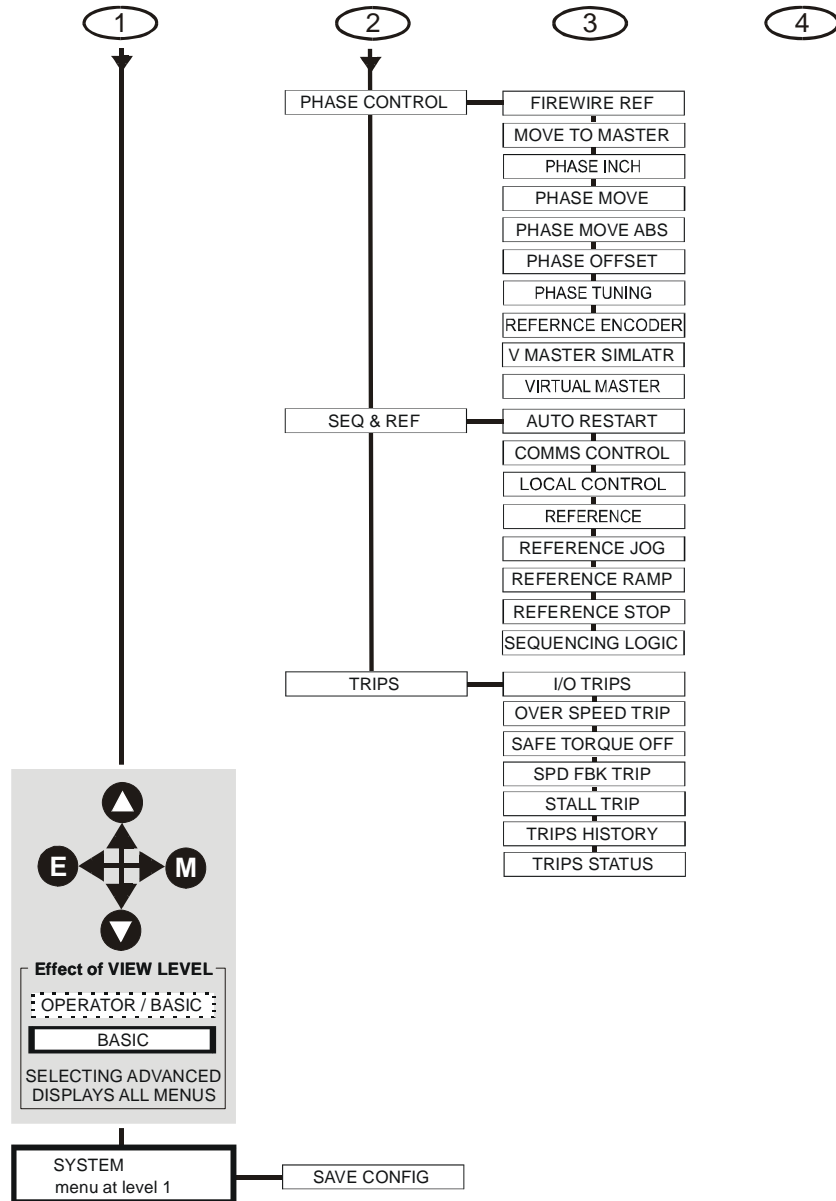 1 2 3 4
PHASE CONTROL FIREWIRE REF
MOVE TO MASTER
PHASE INCH
PHASE MOVE
PHASE MOVE ABS
PHASE OFFSET
PHASE TUNING
REFERNCE ENCODER
V MASTER SIMLATR
VIRTUAL MASTER
SEQ & REF AUTO RESTART
COMMS CONTROL
LOCAL CONTROL
REFERENCE
REFERENCE JOG
REFERENCE RAMP
REFERENCE STOP
SEQUENCING LOGIC
TRIPS I/O TRIPS
OVER SPEED TRIP
SAFE TORQUE OFF
SPD FBK TRIP
STALL TRIP
TRIPS HISTORY
TRIPS STATUS
E M
Effect of VIEW LEVEL
OPERATOR / BASIC
BASIC
SELECTING ADVANCED
DISPLAYS ALL MENUS
SYSTEM
menu at level 1 SAVE CONFIG